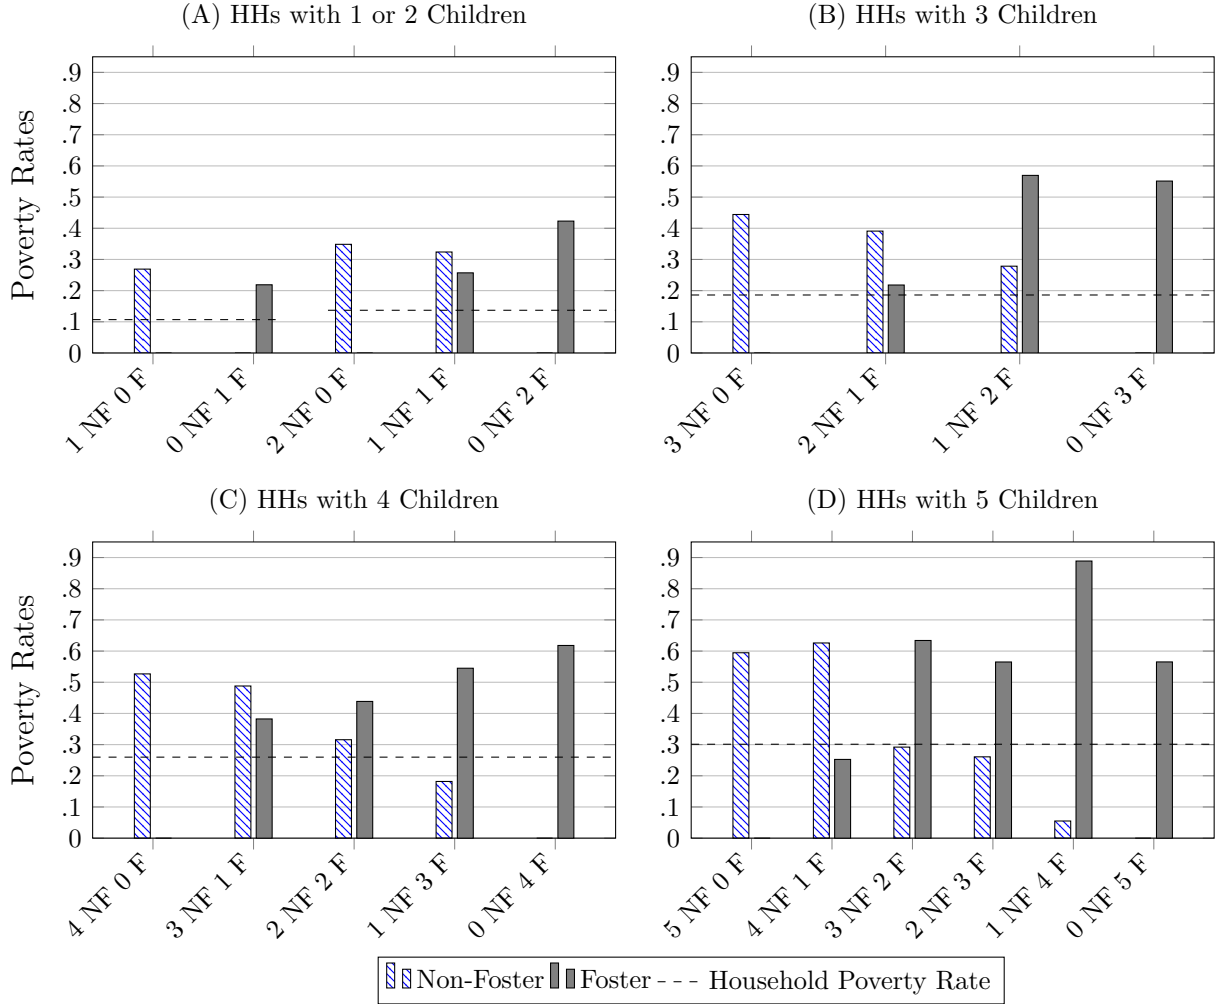 (A) HHs with 1 or 2 Children
Poverty Rates
.9
.8
.7
.6
.5
.4
.3
.2
.1
0
1 NF 0 F
0 NF 1 F
2 NF 0 F
1 NF 1 F
0 NF 2 F
(B) HHs with 3 Children
.9
.8
.7
.6
.5
.4
.3
.2
.1
0
3 NF 0 F
2 NF 1 F
1 NF 2 F
0 NF 3 F
(C) HHs with 4 Children
Poverty Rates
.9
.8
.7
.6
.5
.4
.3
.2
.1
0
4 NF 0 F
3 NF 1 F
2 NF 2 F
1 NF 3 F
0 NF 4 F
(D) HHs with 5 Children
.9
.8
.7
.6
.5
.4
.3
.2
.1
0
5 NF 0 F
4 NF 1 F
3 NF 2 F
2 NF 3 F
1 NF 4 F
0 NF 5 F
Non-Foster Foster Household Poverty Rate